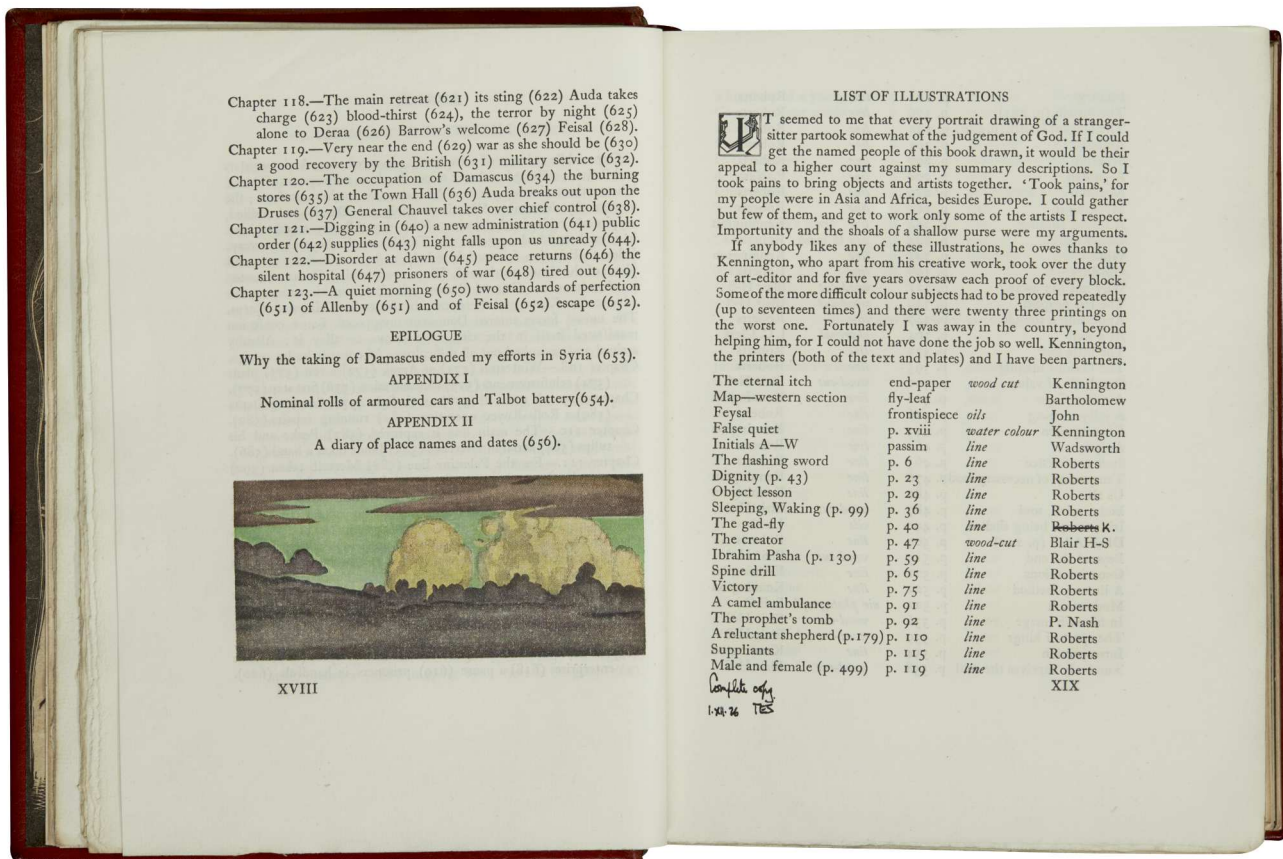 Chapter 118.—The main retreat (621) its sting (622) Auda takes
charge (623) blood-thirst (624), the terror by night (625)
alone to Deraa (626) Barrow's welcome (627) Feisal (628).
Chapter 119.—Very near the end (629) war as she should be (630)
a good recovery by the British (631) military service (632).
Chapter 120.—The occupation of Damascus (634) the burning
stores (635) at the Town Hall (636) Auda breaks out upon the
Druses (637) General Chauvel takes over chief control (638).
Chapter 121.—Digging in (640) a new administration (641) public
order (642) supplies (643) night falls upon us unready (644).
Chapter 122.—Disorder at dawn (645) peace returns (646) the
silent hospital (647) prisoners of war (648) tired out (649).
Chapter 123.—A quiet morning (650) two standards of perfection
(651) of Allenby (651) and of Feisal (652) escape (652).
EPILOGUE
Why the taking of Damascus ended my efforts in Syria (653).
APPENDIX I
Nominal rolls of armoured cars and Talbot battery(654).
APPENDIX II
A diary of place names and dates (656).
XVIII
LIST OF ILLUSTRATIONS
IT seemed to me that every portrait drawing of a stranger-
sitter partook somewhat of the judgement of God. If I could
get the named people of this book drawn, it would be their
appeal to a higher court against my summary descriptions. So I
took pains to bring objects and artists together. ‘Took pains,’ for
my people were in Asia and Africa, besides Europe. I could gather
but few of them, and get to work only some of the artists I respect.
Importunity and the shoals of a shallow purse were my arguments.
If anybody likes any of these illustrations, he owes thanks to
Kennington, who apart from his creative work, took over the duty
of art-editor and for five years oversaw each proof of every block.
Some of the more difficult colour subjects had to be proved repeatedly
(up to seventeen times) and there were twenty three printings on
the worst one. Fortunately I was away in the country, beyond
helping him, for I could not have done the job so well. Kennington,
the printers (both of the text and plates) and I have been partners.
The eternal itch end-paper wood cut Kennington
Map—western section fly-leaf Bartholomew
Feysal frontispiece oils John
False quiet p. xviii water colour Kennington
Initials A—W passim line Wadsworth
The flashing sword p. 6 line Roberts
Dignity (p. 43) p. 23 line Roberts
Object lesson p. 29 line Roberts
Sleeping, Waking (p. 99) p. 36 line Roberts
The gad-fly p. 40 line Roberts K.
The creator p. 47 wood-cut Blair H-S
Ibrahim Pasha (p. 130) p. 59 line Roberts
Spine drill p. 65 line Roberts
Victory p. 75 line Roberts
A camel ambulance p. 91 line Roberts
The prophet's tomb p. 92 line P. Nash
A reluctant shepherd (p.179) p. 110 line Roberts
Suppliants p. 115 line Roberts
Male and female (p. 499) p. 119 line Roberts
Complete copy
1.XII.26 TES
XIX